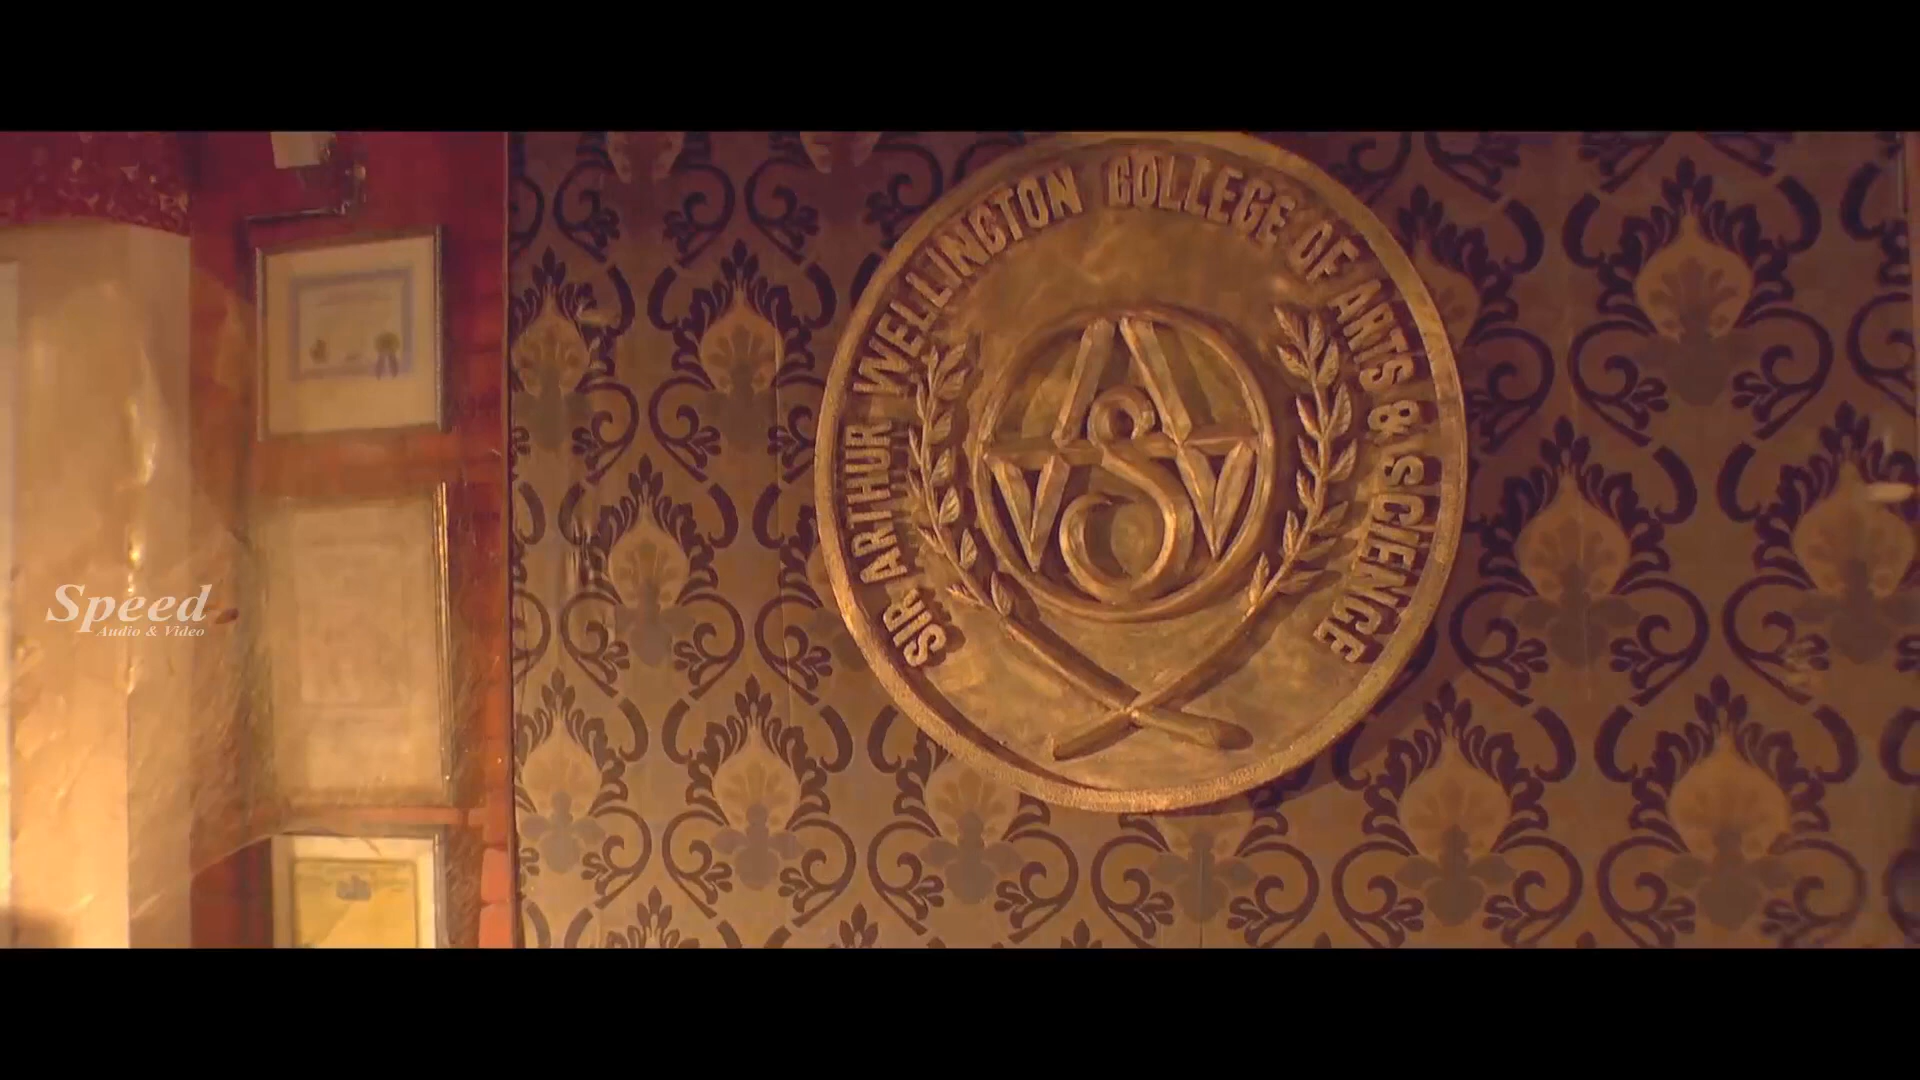 SIR ARTHUR WELLINGTON COLLEGE OF ARTS & SCIENCE
Speed
Audio & Video